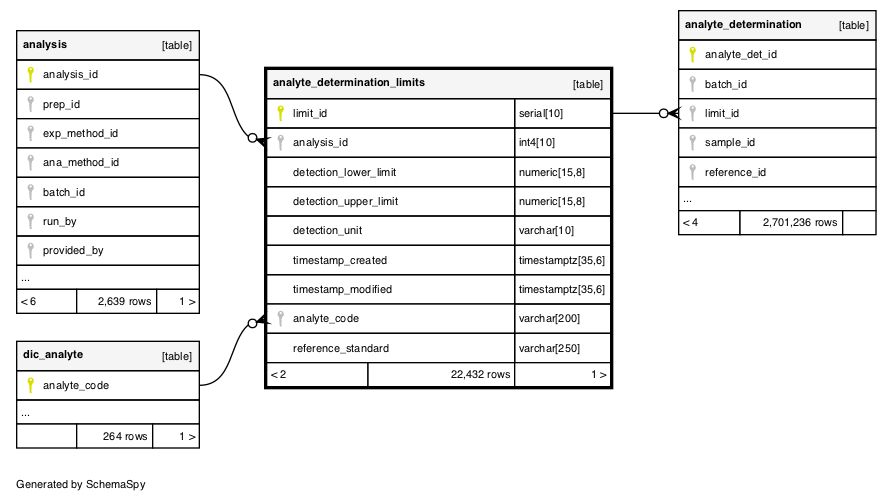 analysis [table]
analysis_id
prep_id
exp_method_id
ana_method_id
batch_id
run_by
provided_by
...
< 6 2,639 rows 1 >
dic_analyte [table]
analyte_code
...
264 rows 1 >
analyte_determination_limits [table]
limit_id serial[10]
analysis_id int4[10]
detection_lower_limit numeric[15,8]
detection_upper_limit numeric[15,8]
detection_unit varchar[10]
timestamp_created timestamptz[35,6]
timestamp_modified timestamptz[35,6]
analyte_code varchar[200]
reference_standard varchar[250]
< 2 22,432 rows 1 >
analyte_determination [table]
analyte_det_id
batch_id
limit_id
sample_id
reference_id
...
< 4 2,701,236 rows
Generated by SchemaSpy